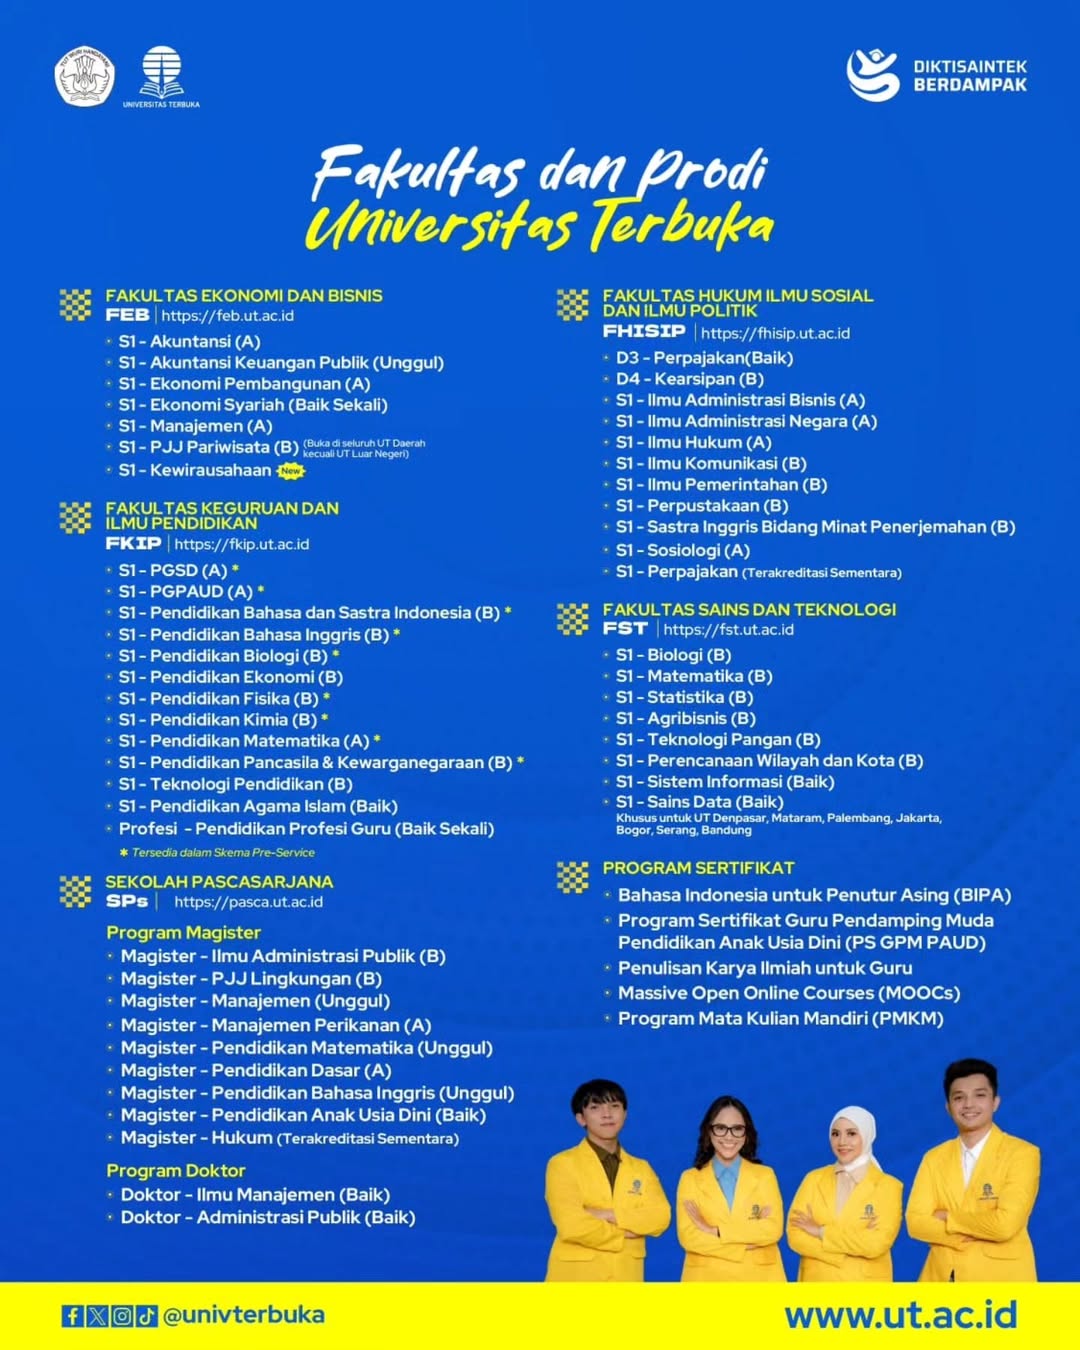 TUT WURI HANDAYANI
UNIVERSITAS TERBUKA
DIKTISAINTEK
BERDAMPAK
Fakultas dan Prodi
Universitas Terbuka
FAKULTAS EKONOMI DAN BISNIS
FEB | https://feb.ut.ac.id
S1 - Akuntansi (A)
S1 - Akuntansi Keuangan Publik (Unggul)
S1 - Ekonomi Pembangunan (A)
S1 - Ekonomi Syariah (Baik Sekali)
S1 - Manajemen (A)
S1 - PJJ Pariwisata (B) (Buka di seluruh UT Daerah
kecuali UT Luar Negeri)
S1 - Kewirausahaan New
FAKULTAS KEGURUAN DAN
ILMU PENDIDIKAN
FKIP | https://fkip.ut.ac.id
S1 - PGSD (A) *
S1 - PGPAUD (A) *
S1 - Pendidikan Bahasa dan Sastra Indonesia (B) *
S1 - Pendidikan Bahasa Inggris (B) *
S1 - Pendidikan Biologi (B) *
S1 - Pendidikan Ekonomi (B)
S1 - Pendidikan Fisika (B) *
S1 - Pendidikan Kimia (B) *
S1 - Pendidikan Matematika (A) *
S1 - Pendidikan Pancasila & Kewarganegaraan (B) *
S1 - Teknologi Pendidikan (B)
S1 - Pendidikan Agama Islam (Baik)
Profesi - Pendidikan Profesi Guru (Baik Sekali)
* Tersedia dalam Skema Pre-Service
SEKOLAH PASCASARJANA
SPs | https://pasca.ut.ac.id
Program Magister
Magister - Ilmu Administrasi Publik (B)
Magister - PJJ Lingkungan (B)
Magister - Manajemen (Unggul)
Magister - Manajemen Perikanan (A)
Magister - Pendidikan Matematika (Unggul)
Magister - Pendidikan Dasar (A)
Magister - Pendidikan Bahasa Inggris (Unggul)
Magister - Pendidikan Anak Usia Dini (Baik)
Magister - Hukum (Terakreditasi Sementara)
Program Doktor
Doktor - Ilmu Manajemen (Baik)
Doktor - Administrasi Publik (Baik)
FAKULTAS HUKUM ILMU SOSIAL
DAN ILMU POLITIK
FHISIP | https://fhisip.ut.ac.id
D3 - Perpajakan(Baik)
D4 - Kearsipan (B)
S1 - Ilmu Administrasi Bisnis (A)
S1 - Ilmu Administrasi Negara (A)
S1 - Ilmu Hukum (A)
S1 - Ilmu Komunikasi (B)
S1 - Ilmu Pemerintahan (B)
S1 - Perpustakaan (B)
S1 - Sastra Inggris Bidang Minat Penerjemahan (B)
S1 - Sosiologi (A)
S1 - Perpajakan (Terakreditasi Sementara)
FAKULTAS SAINS DAN TEKNOLOGI
FST | https://fst.ut.ac.id
S1 - Biologi (B)
S1 - Matematika (B)
S1 - Statistika (B)
S1 - Agribisnis (B)
S1 - Teknologi Pangan (B)
S1 - Perencanaan Wilayah dan Kota (B)
S1 - Sistem Informasi (Baik)
S1 - Sains Data (Baik)
Khusus untuk UT Denpasar, Mataram, Palembang, Jakarta,
Bogor, Serang, Bandung
PROGRAM SERTIFIKAT
Bahasa Indonesia untuk Penutur Asing (BIPA)
Program Sertifikat Guru Pendamping Muda
Pendidikan Anak Usia Dini (PS GPM PAUD)
Penulisan Karya Ilmiah untuk Guru
Massive Open Online Courses (MOOCs)
Program Mata Kulian Mandiri (PMKM)
@univterbuka
www.ut.ac.id